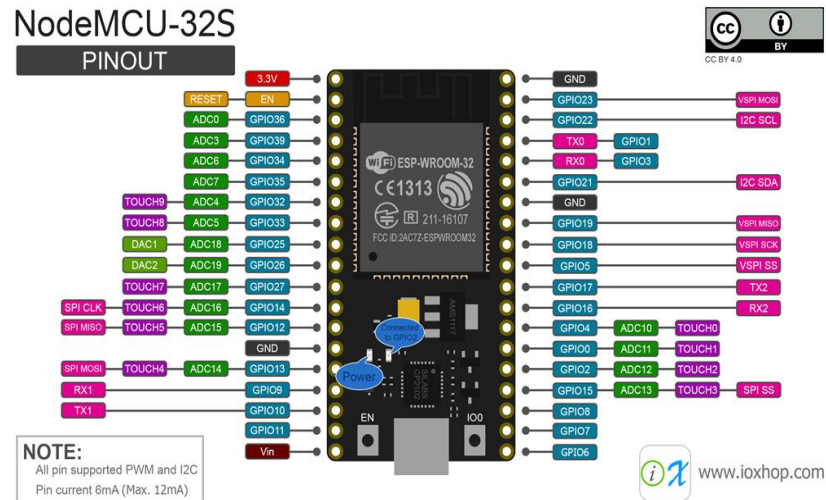 NodeMCU-32S
PINOUT
CC BY
CC BY 4.0
3.3V
RESET EN
ADC0 GPIO36
ADC3 GPIO39
ADC6 GPIO34
ADC7 GPIO35
TOUCH9 ADC4 GPIO32
TOUCH8 ADC5 GPIO33
DAC1 ADC18 GPIO25
DAC2 ADC19 GPIO26
TOUCH7 ADC17 GPIO27
SPI CLK TOUCH6 ADC16 GPIO14
SPI MISO TOUCH5 ADC15 GPIO12
GND
SPI MOSI TOUCH4 ADC14 GPIO13
RX1 GPIO9
TX1 GPIO10
GPIO11
Vin
WiFi ESP-WROOM-32
CE1313
R 211-16107
FCC ID:2AC7Z-ESPWROOM32
AMS1117
Connected
to GPIO2
Power
SILABS
CP2102
EN
IO0
GND
GPIO23 VSPI MOSI
GPIO22 I2C SCL
TX0 GPIO1
RX0 GPIO3
GPIO21 I2C SDA
GND
GPIO19 VSPI MISO
GPIO18 VSPI SCK
GPIO5 VSPI SS
GPIO17 TX2
GPIO16 RX2
GPIO4 ADC10 TOUCH0
GPIO0 ADC11 TOUCH1
GPIO2 ADC12 TOUCH2
GPIO15 ADC13 TOUCH3 SPI SS
GPIO8
GPIO7
GPIO6
NOTE:
All pin supported PWM and I2C
Pin current 6mA (Max. 12mA)
iX www.ioxhop.com